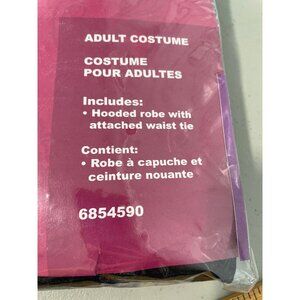 ADULT COSTUME
COSTUME
POUR ADULTES
Includes:
• Hooded robe with
attached waist tie
Contient:
• Robe à capuche et
ceinture nouante
6854590